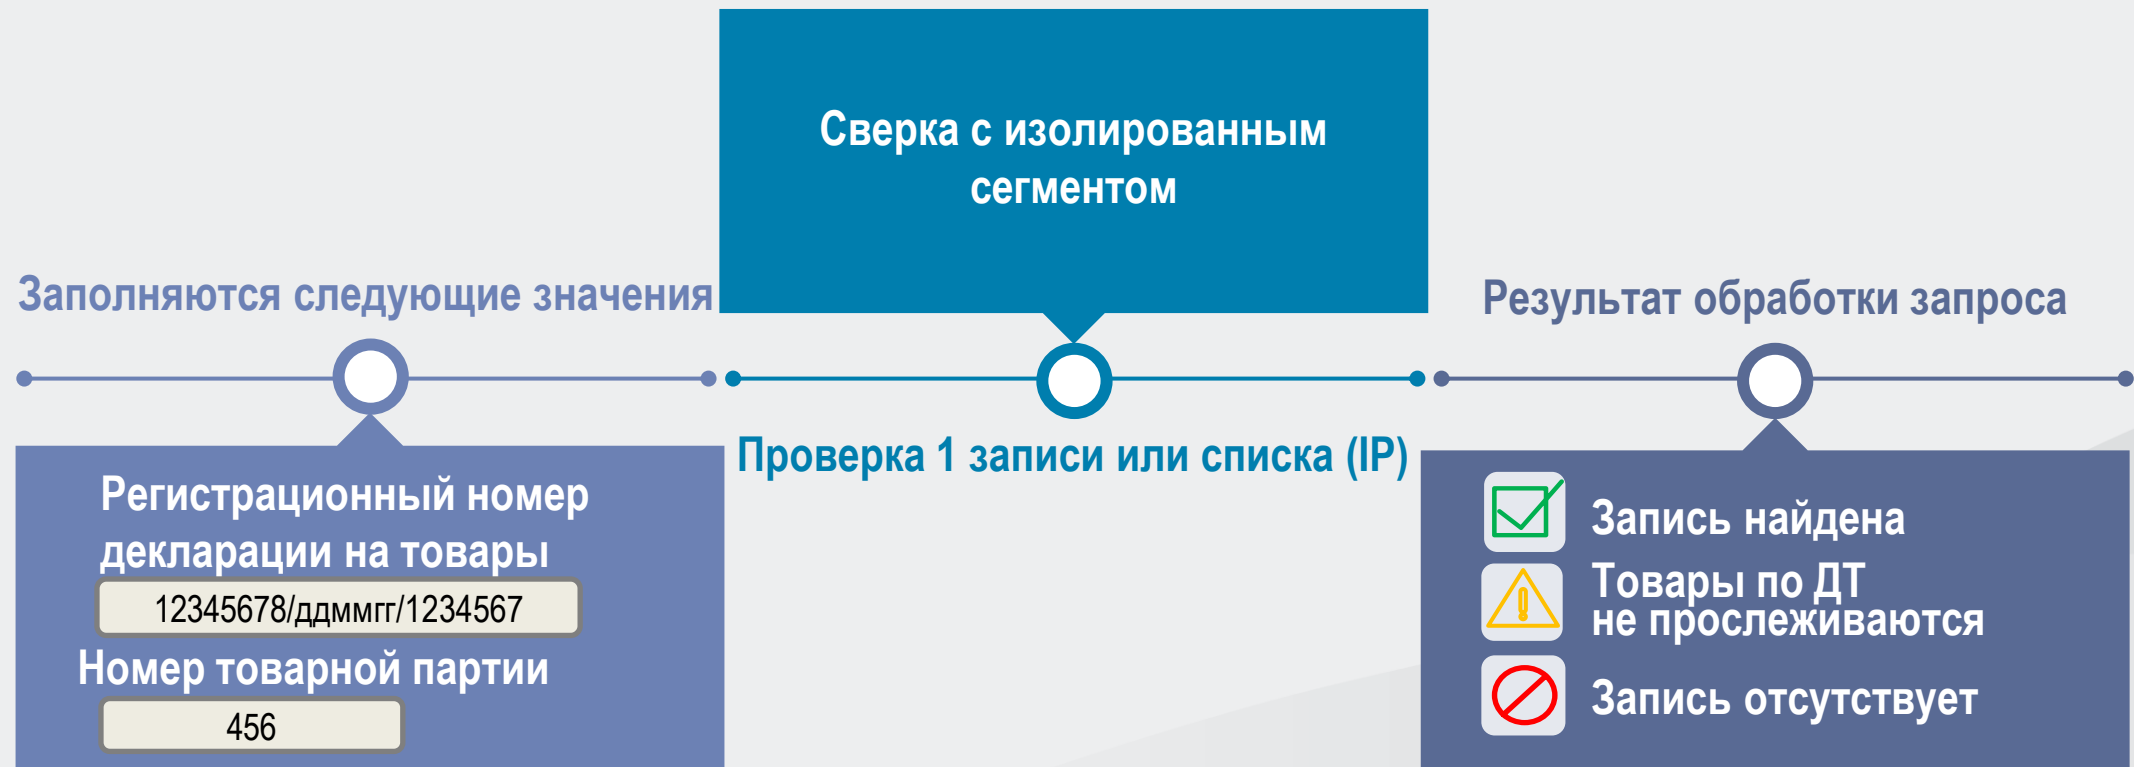 Заполняются следующие значения
Регистрационный номер
декларации на товары
12345678/ддммгг/1234567
Номер товарной партии
456
Сверка с изолированным
сегментом
Проверка 1 записи или списка (IP)
Результат обработки запроса
Запись найдена
Товары по ДТ
не прослеживаются
Запись отсутствует